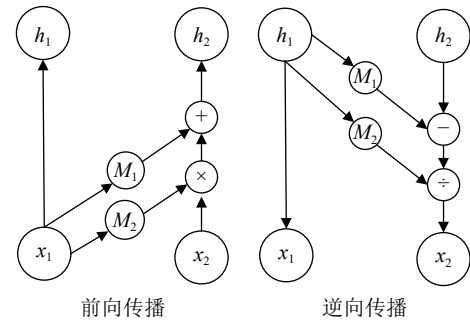 h₁ h₂ h₁ h₂
M₁
+
−
M₁ M₂
×
÷
M₂
x₁ x₂ x₁ x₂
前向传播 逆向传播